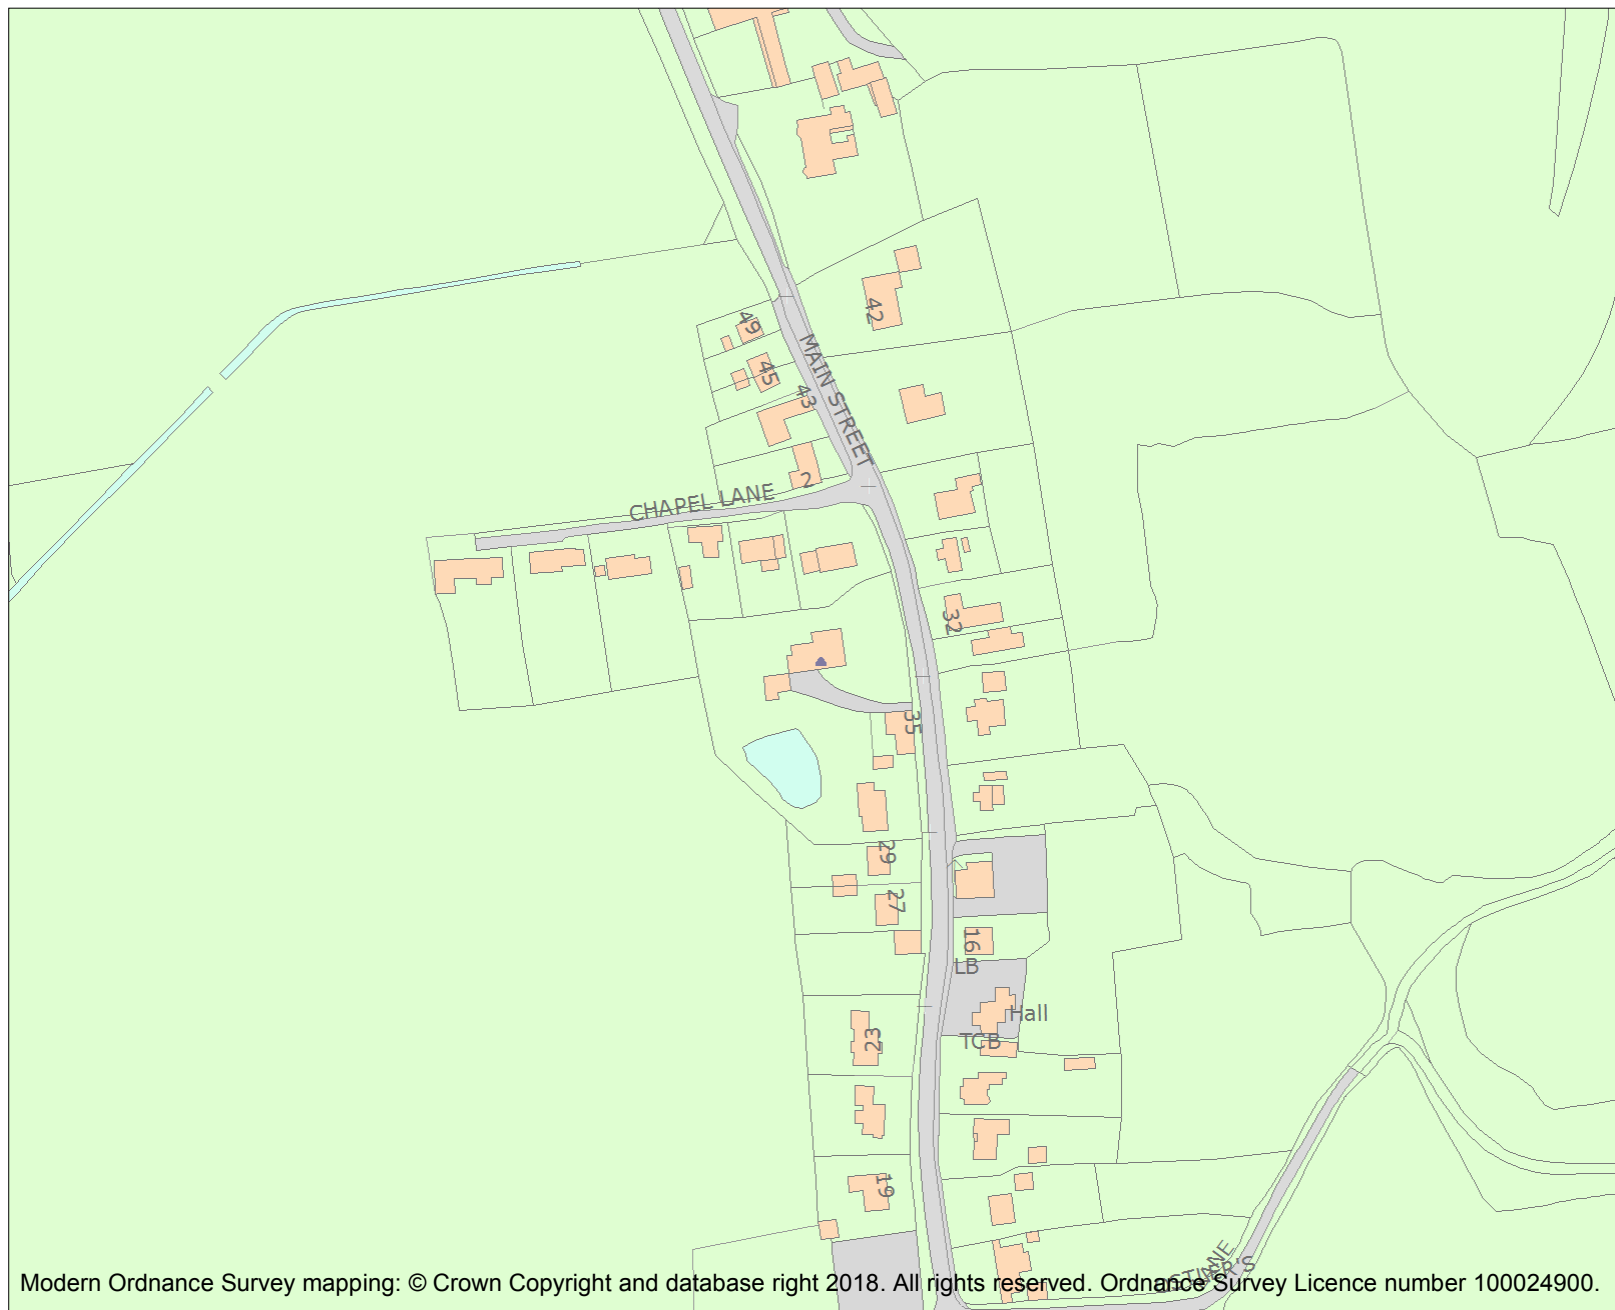 42
49
45
43
MAIN STREET
2
CHAPEL LANE
32
35
29
27
16
LB
Hall
TCB
23
19
LANE
Modern Ordnance Survey mapping: © Crown Copyright and database right 2018. All rights reserved. Ordnance Survey Licence number 100024900.